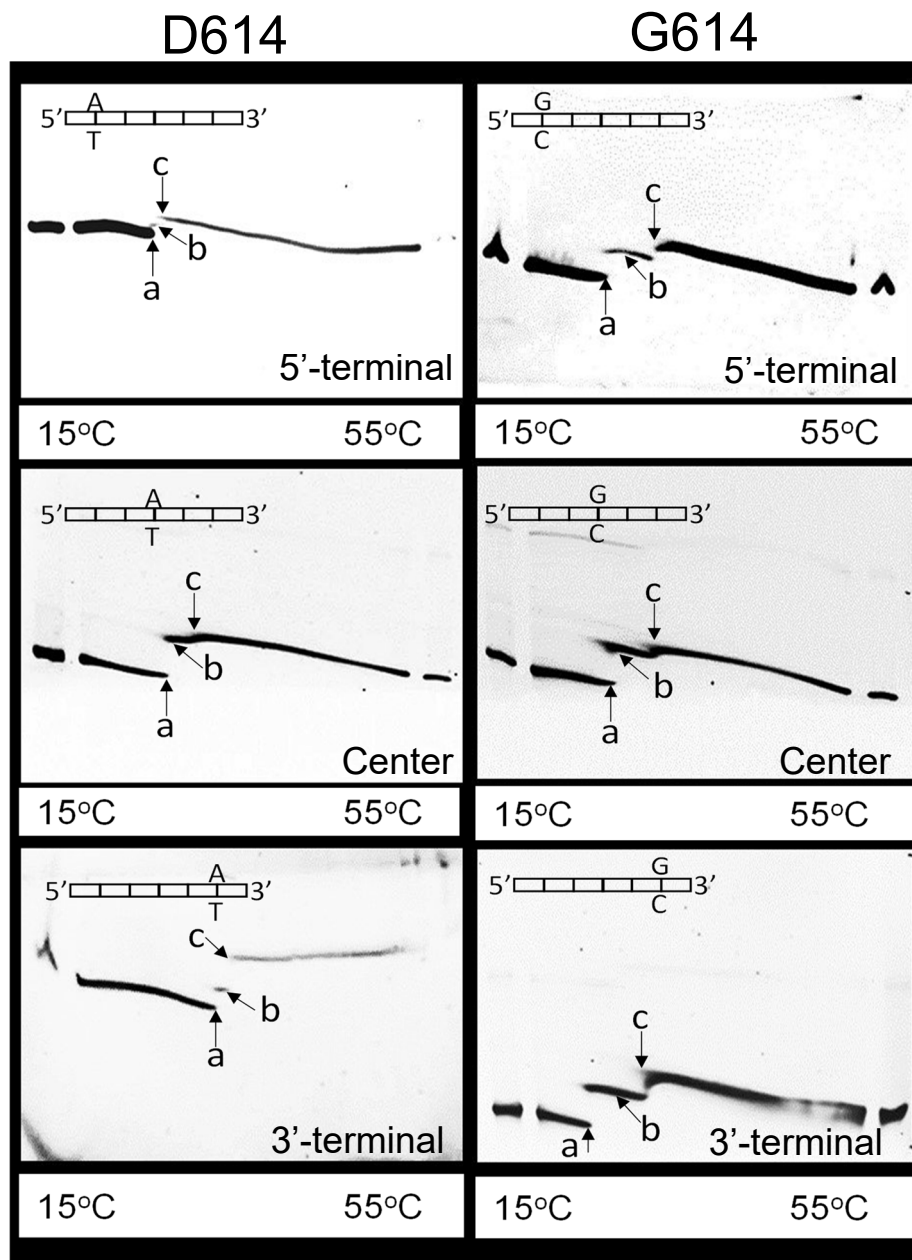 D614 G614
A
5’ 3’
T
c
b
a
5’-terminal
G
5’ 3’
C
c
b
a
5’-terminal
15°C 55°C
15°C 55°C
A
5’ 3’
T
c
b
a
Center
G
5’ 3’
C
c
b
a
Center
15°C 55°C
15°C 55°C
A
5’ 3’
T
c
b
a
3’-terminal
G
5’ 3’
C
c
b
a
3’-terminal
15°C 55°C
15°C 55°C